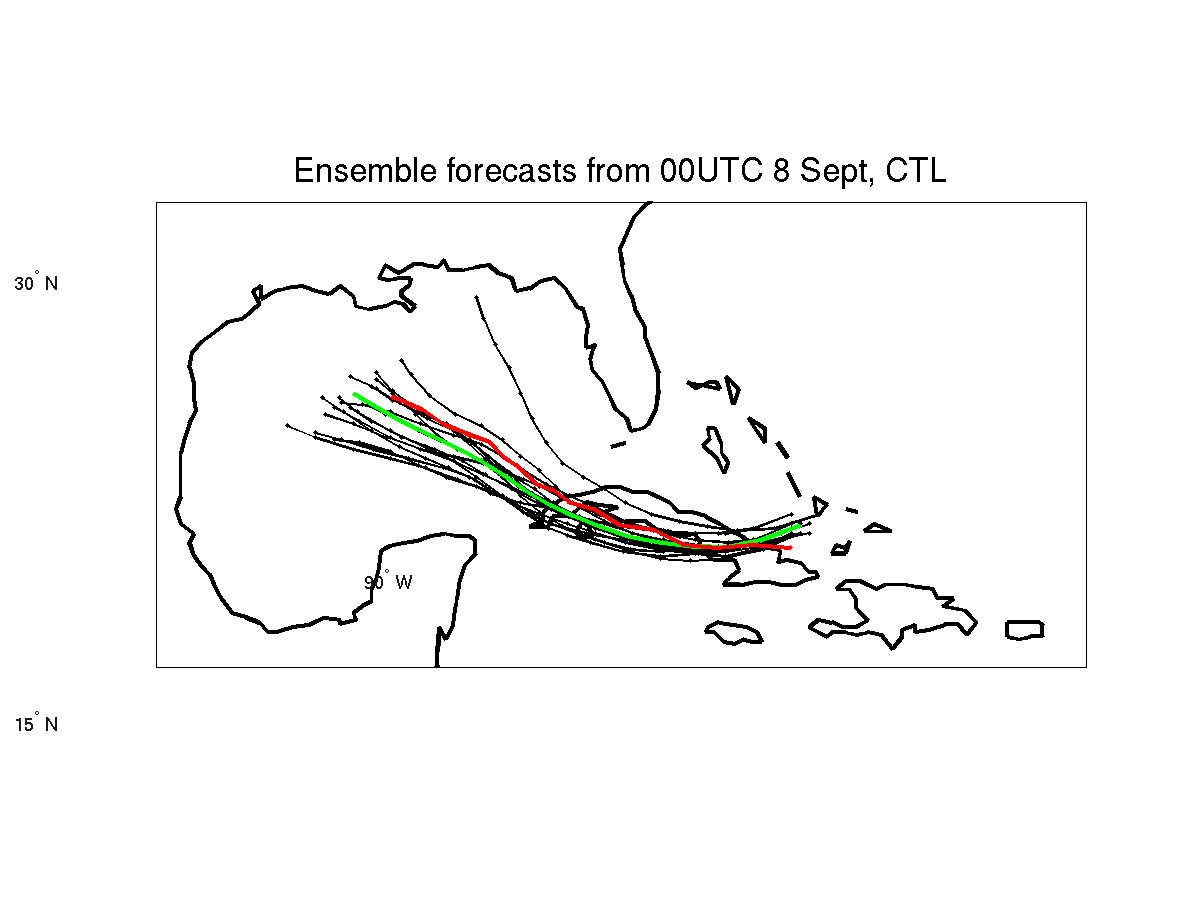 Ensemble forecasts from 00UTC 8 Sept, CTL
30° N
90° W
15° N